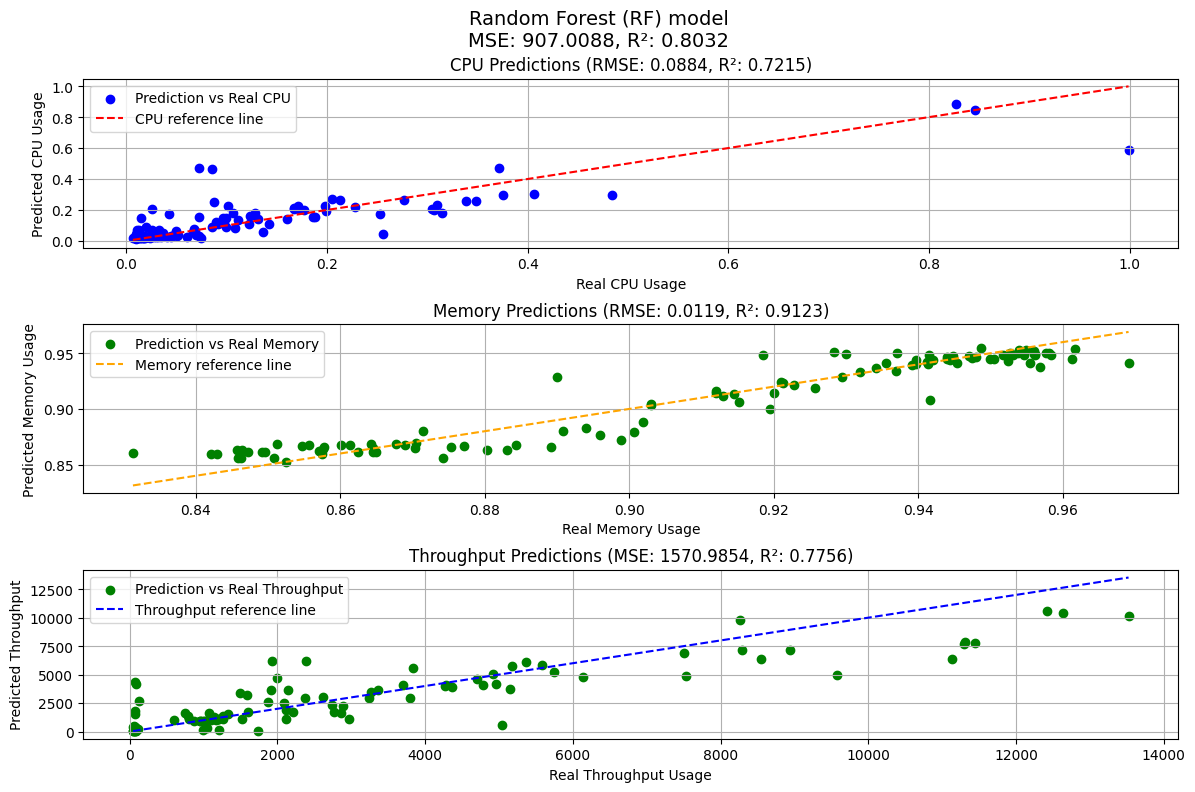 Random Forest (RF) model
MSE: 907.0088, R²: 0.8032
CPU Predictions (RMSE: 0.0884, R²: 0.7215)
Predicted CPU Usage
1.0
0.8
0.6
0.4
0.2
0.0
Prediction vs Real CPU
CPU reference line
0.0 0.2 0.4 0.6 0.8 1.0
Real CPU Usage
Memory Predictions (RMSE: 0.0119, R²: 0.9123)
Predicted Memory Usage
0.95
0.90
0.85
Prediction vs Real Memory
Memory reference line
0.84 0.86 0.88 0.90 0.92 0.94 0.96
Real Memory Usage
Throughput Predictions (MSE: 1570.9854, R²: 0.7756)
Predicted Throughput
12500
10000
7500
5000
2500
0
Prediction vs Real Throughput
Throughput reference line
0 2000 4000 6000 8000 10000 12000 14000
Real Throughput Usage